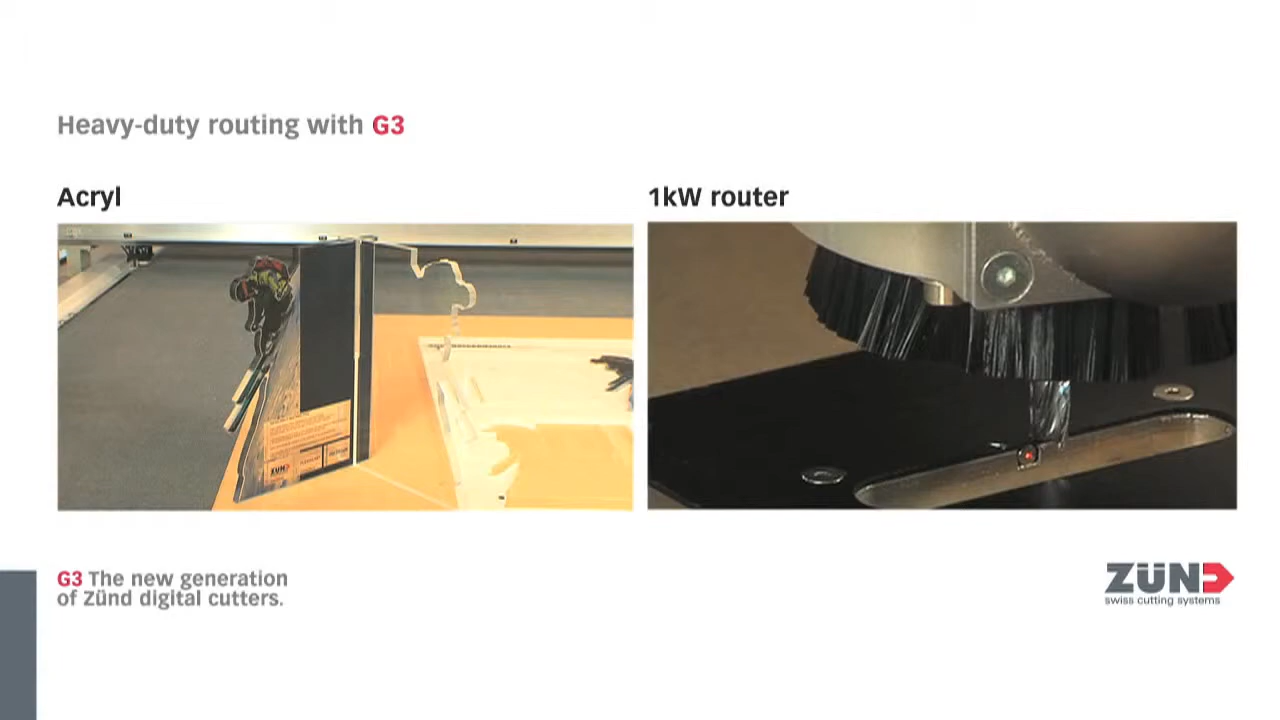 Heavy-duty routing with G3
Acryl
1kW router
ZÜND
G3 The new generation
of Zünd digital cutters.
ZÜND
swiss cutting systems